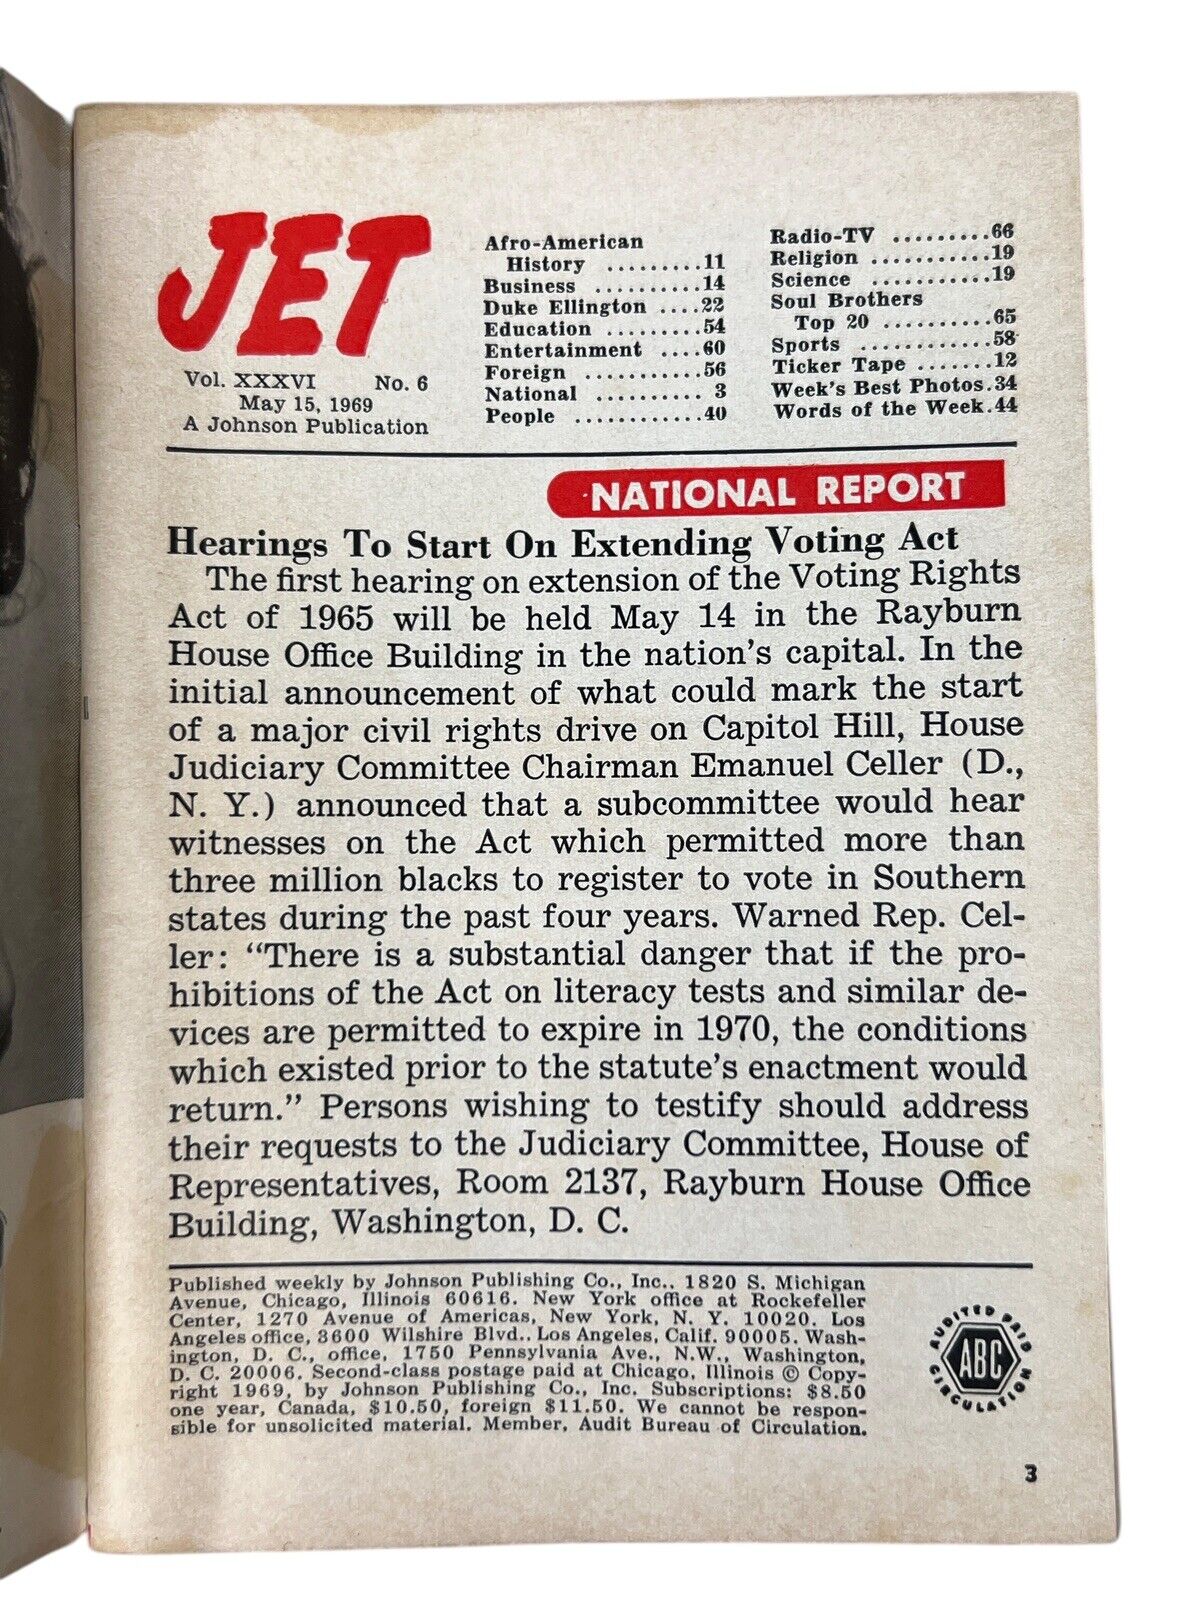 JET
Vol. XXXVI No. 6
May 15, 1969
A Johnson Publication
Afro-American
History .........11
Business ..........14
Duke Ellington ....22
Education .........54
Entertainment ....60
Foreign ...........56
National .......... 3
People ............40
Radio-TV .........66
Religion ...........19
Science ...........19
Soul Brothers
Top 20 ..........65
Sports ............58
Ticker Tape .......12
Week's Best Photos.34
Words of the Week.44
NATIONAL REPORT
Hearings To Start On Extending Voting Act
The first hearing on extension of the Voting Rights
Act of 1965 will be held May 14 in the Rayburn
House Office Building in the nation's capital. In the
initial announcement of what could mark the start
of a major civil rights drive on Capitol Hill, House
Judiciary Committee Chairman Emanuel Celler (D.,
N. Y.) announced that a subcommittee would hear
witnesses on the Act which permitted more than
three million blacks to register to vote in Southern
states during the past four years. Warned Rep. Cel-
ler: “There is a substantial danger that if the pro-
hibitions of the Act on literacy tests and similar de-
vices are permitted to expire in 1970, the conditions
which existed prior to the statute's enactment would
return.” Persons wishing to testify should address
their requests to the Judiciary Committee, House of
Representatives, Room 2137, Rayburn House Office
Building, Washington, D. C.
Published weekly by Johnson Publishing Co., Inc., 1820 S. Michigan
Avenue, Chicago, Illinois 60616. New York office at Rockefeller
Center, 1270 Avenue of Americas, New York, N. Y. 10020. Los
Angeles office, 3600 Wilshire Blvd., Los Angeles, Calif. 90005. Wash-
ington, D. C., office, 1750 Pennsylvania Ave., N.W., Washington,
D. C. 20006. Second-class postage paid at Chicago, Illinois © Copy-
right 1969, by Johnson Publishing Co., Inc. Subscriptions: $8.50
one year, Canada, $10.50, foreign $11.50. We cannot be respon-
sible for unsolicited material. Member, Audit Bureau of Circulation.
AUDITED PAID
ABC
CIRCULATION
3